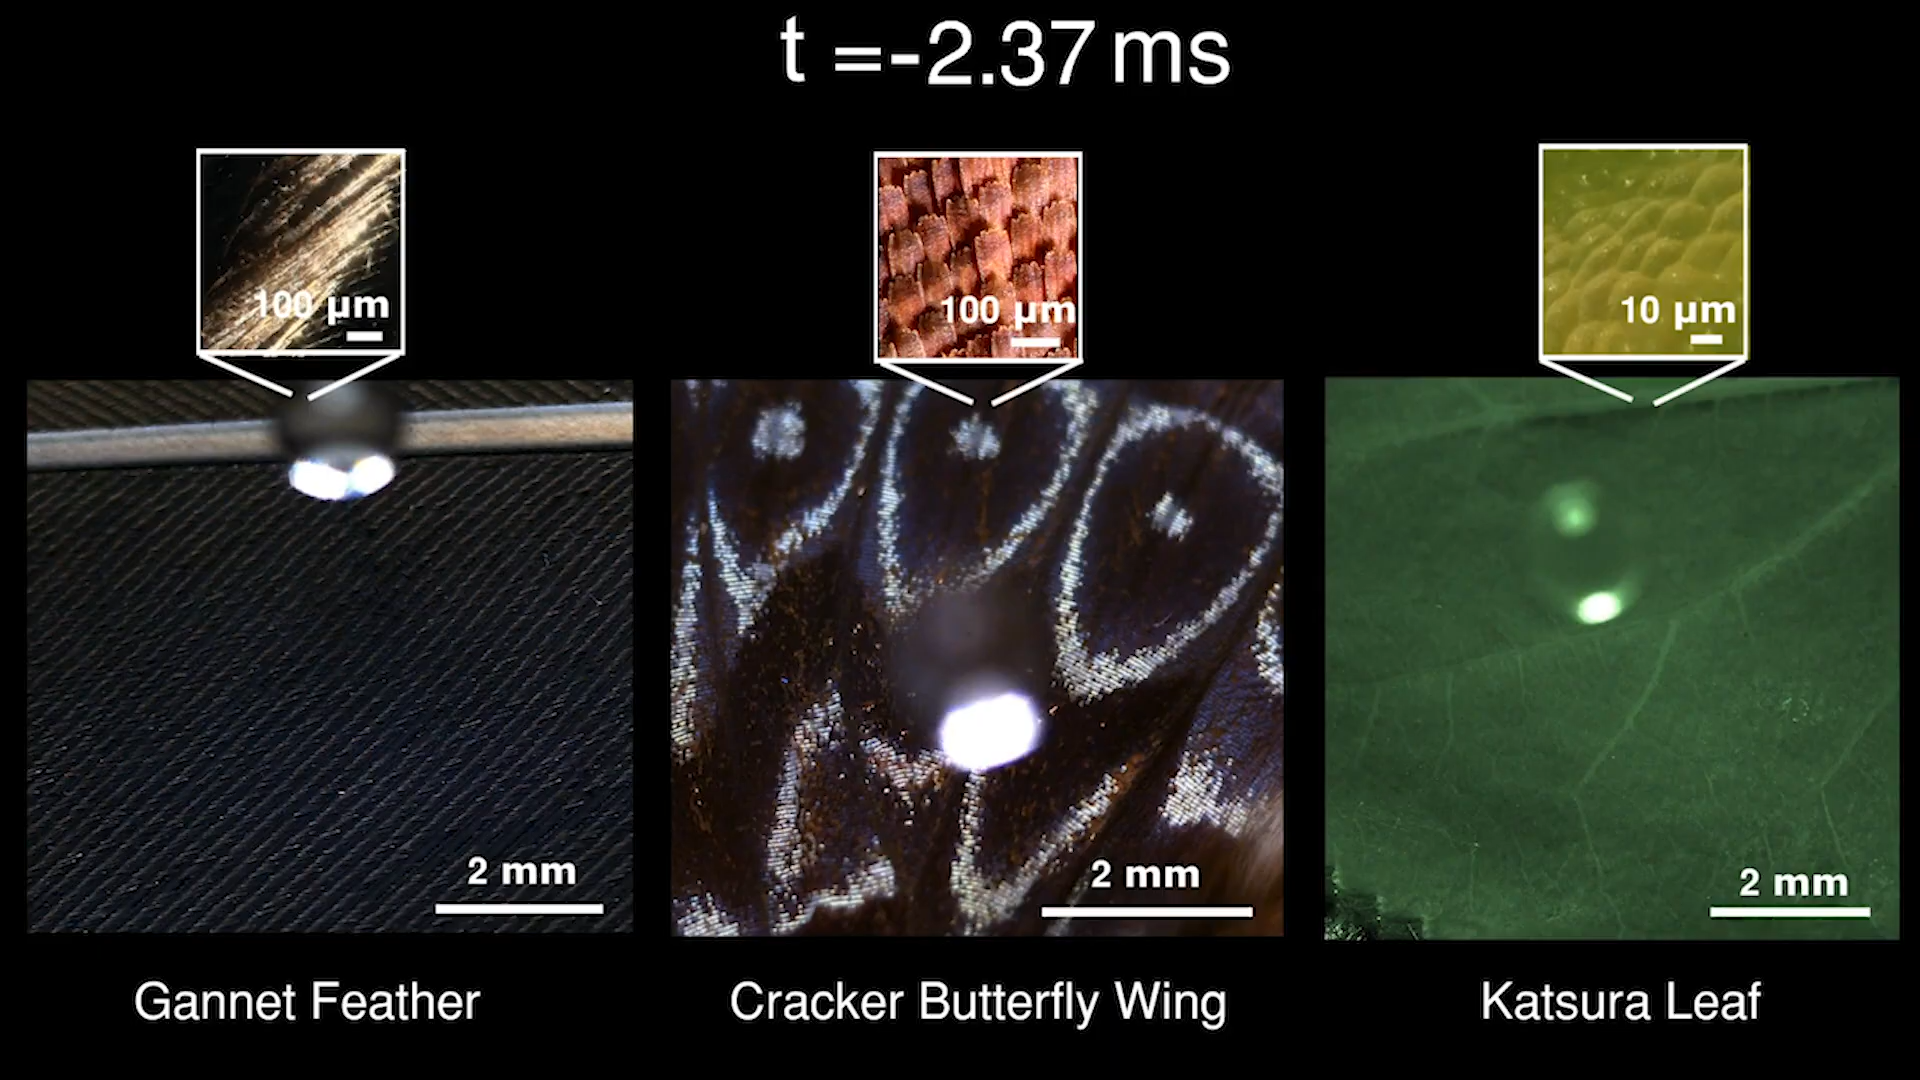 t =-2.37 ms
100 µm
100 µm
10 µm
2 mm
2 mm
2 mm
Gannet Feather
Cracker Butterfly Wing
Katsura Leaf